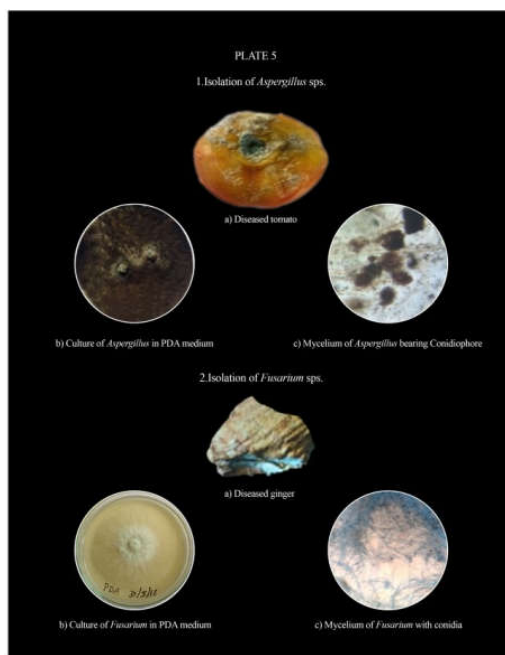 PLATE 5
1.Isolation of Aspergillus sps.
a) Diseased tomato
b) Culture of Aspergillus in PDA medium
c) Mycelium of Aspergillus bearing Conidiophore
2.Isolation of Fusarium sps.
a) Diseased ginger
PDA
b) Culture of Fusarium in PDA medium
c) Mycelium of Fusarium with conidia